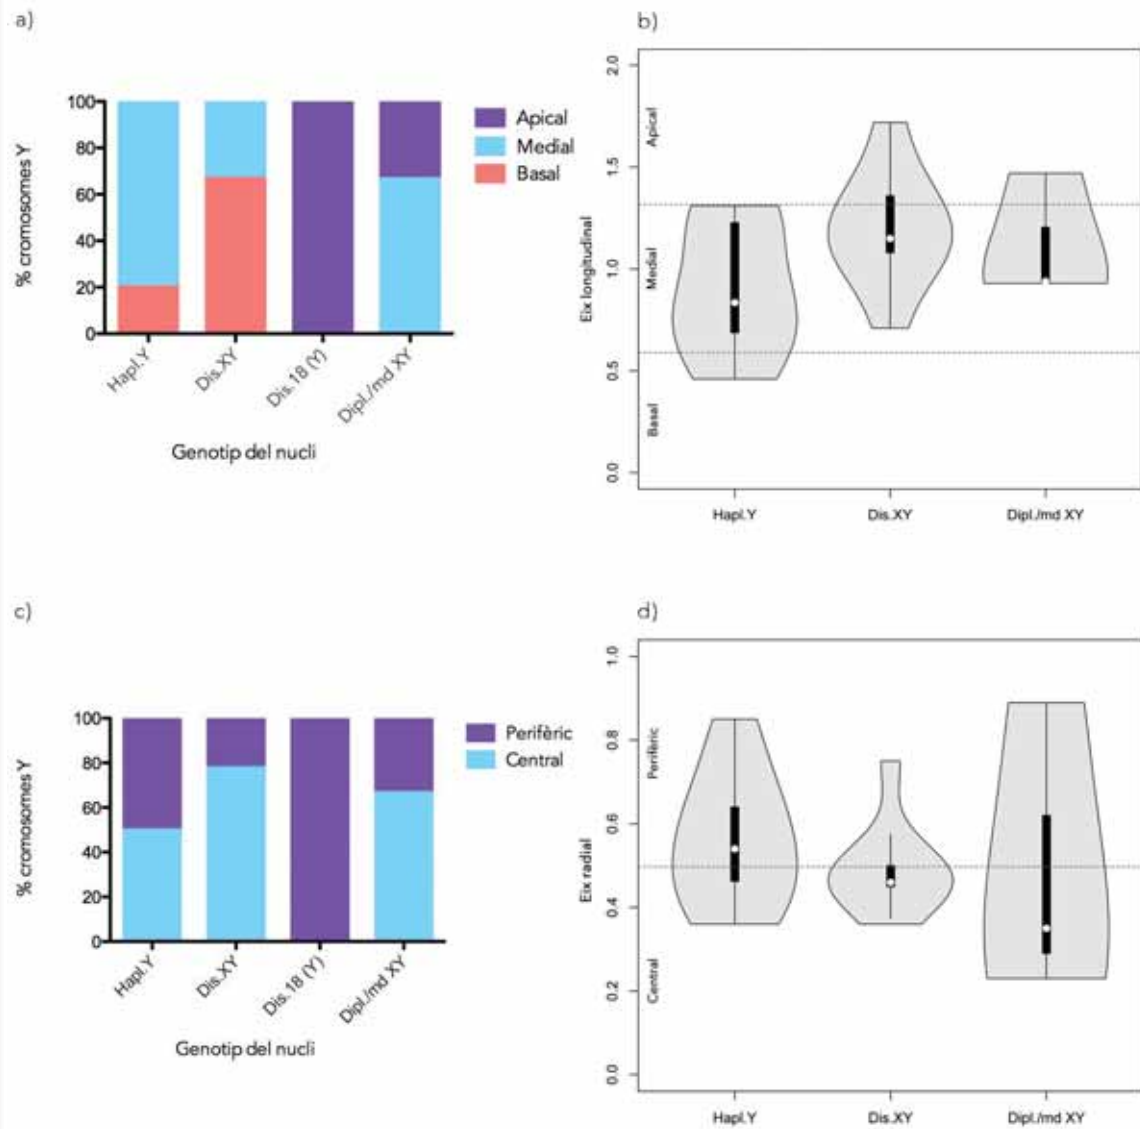 a)
% cromosomes Y
100
80
60
40
20
0
Hapl.Y
Dis.XY
Dis.18 (Y)
Dipl./md XY
Genotip del nucli
Apical
Medial
Basal
b)
Eix longitudinal
2.0
1.5
1.0
0.5
0.0
Apical
Medial
Basal
Hapl.Y
Dis.XY
Dipl./md XY
c)
% cromosomes Y
100
80
60
40
20
0
Hapl.Y
Dis.XY
Dis.18 (Y)
Dipl./md XY
Genotip del nucli
Perifèric
Central
d)
Eix radial
1.0
0.8
0.6
0.4
0.2
0.0
Perifèric
Central
Hapl.Y
Dis.XY
Dipl./md XY